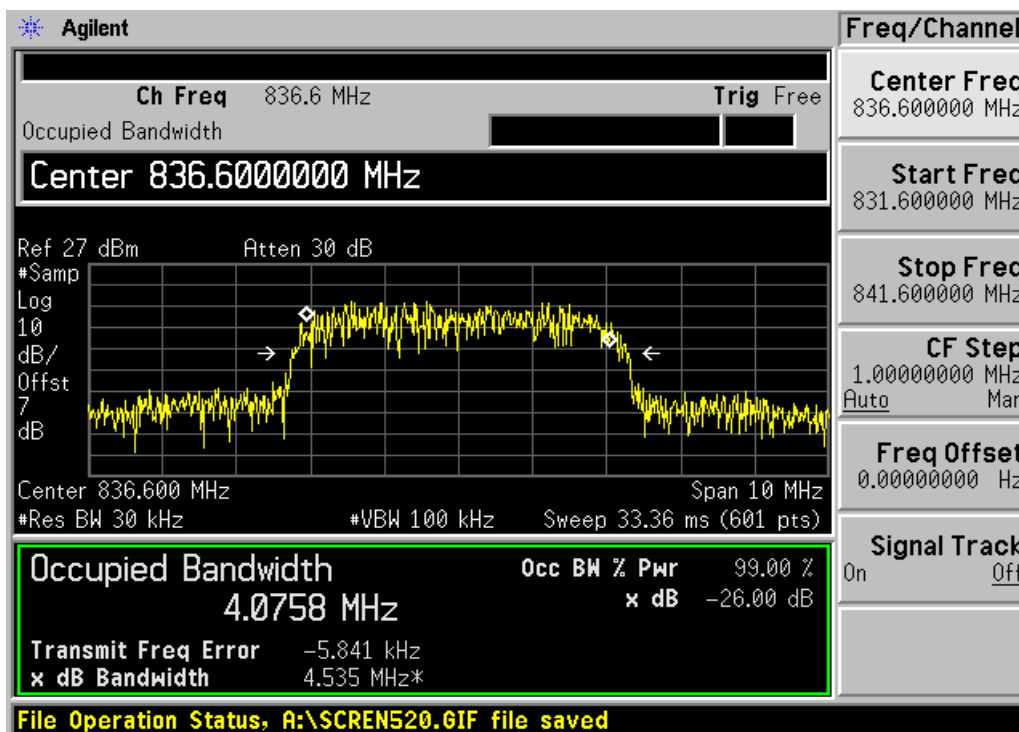 Agilent
Freq/Channel
Ch Freq 836.6 MHz Trig Free
Occupied Bandwidth
Center 836.6000000 MHz
Ref 27 dBm Atten 30 dB
#Samp
Log
10
dB/
Offst
7
dB
Center 836.600 MHz Span 10 MHz
#Res BW 30 kHz #VBW 100 kHz Sweep 33.36 ms (601 pts)
Occupied Bandwidth Occ BW % Pwr 99.00 %
4.0758 MHz x dB -26.00 dB
Transmit Freq Error -5.841 kHz
x dB Bandwidth 4.535 MHz*
File Operation Status, A:\SCREN520.GIF file saved
Center Freq
836.600000 MHz
Start Freq
831.600000 MHz
Stop Freq
841.600000 MHz
CF Step
1.00000000 MHz
Auto Man
Freq Offset
0.00000000 Hz
Signal Track
On Off